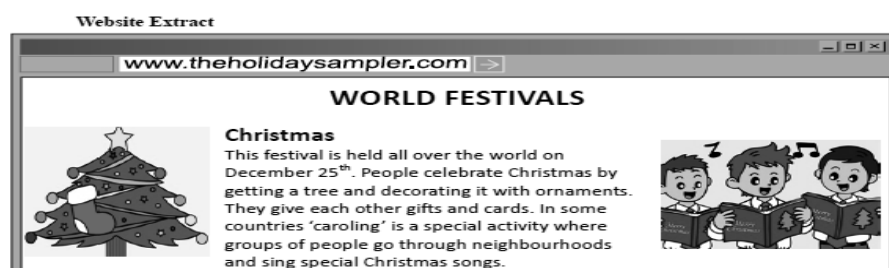 Website Extract
www.theholidaysampler.com
WORLD FESTIVALS
Christmas
This festival is held all over the world on
December 25th. People celebrate Christmas by
getting a tree and decorating it with ornaments.
They give each other gifts and cards. In some
countries ‘caroling’ is a special activity where
groups of people go through neighbourhoods
and sing special Christmas songs.